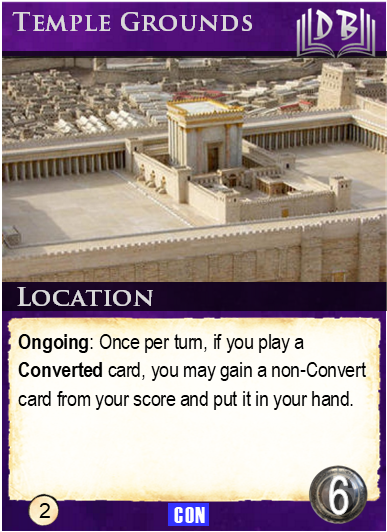 TEMPLE GROUNDS
DB
LOCATION
Ongoing: Once per turn, if you play a
Converted card, you may gain a non-Convert
card from your score and put it in your hand.
6
2
CON